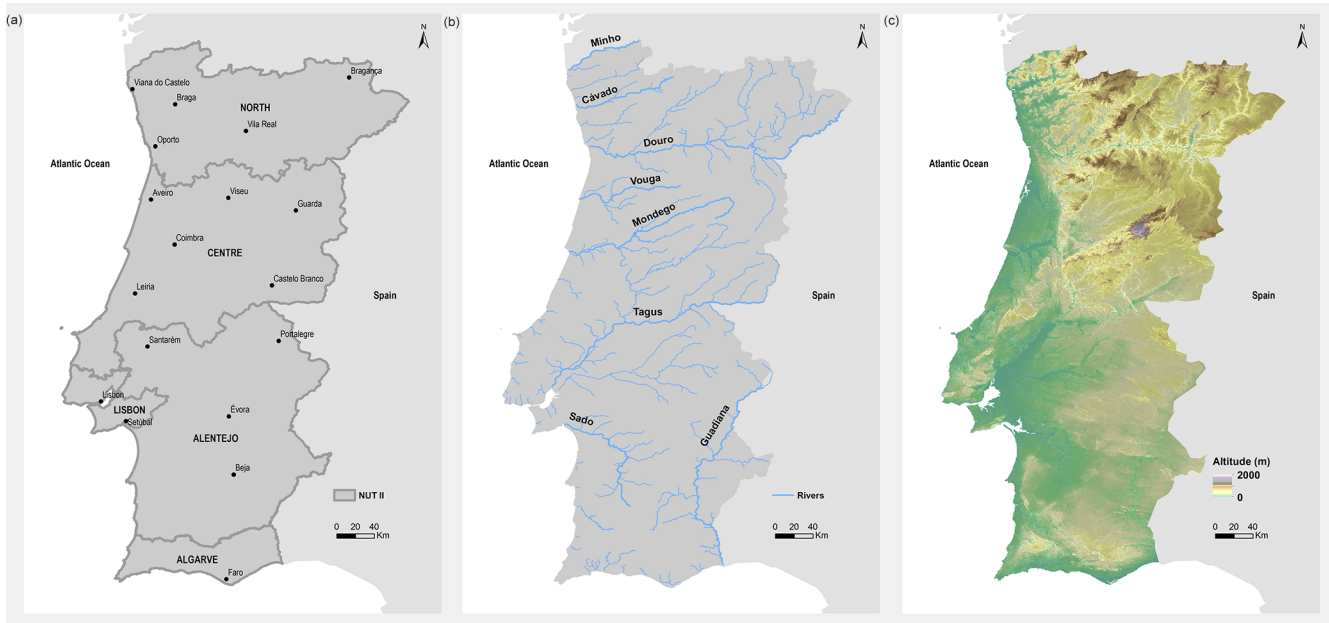 (a)
N
Bragança
Viana do Castelo
Braga
NORTH
Vila Real
Oporto
Atlantic Ocean
Aveiro
Viseu
Guarda
Coimbra
CENTRE
Castelo Branco
Leiria
Spain
Portalegre
Santarém
Lisbon
LISBON
Setúbal
Évora
ALENTEJO
Beja
NUT II
0 20 40
Km
ALGARVE
Faro
(b)
N
Minho
Cávado
Douro
Atlantic Ocean
Vouga
Mondego
Spain
Tagus
Sado
Guadiana
Rivers
0 20 40
Km
(c)
N
Atlantic Ocean
Spain
Altitude (m)
2000
0
0 20 40
Km